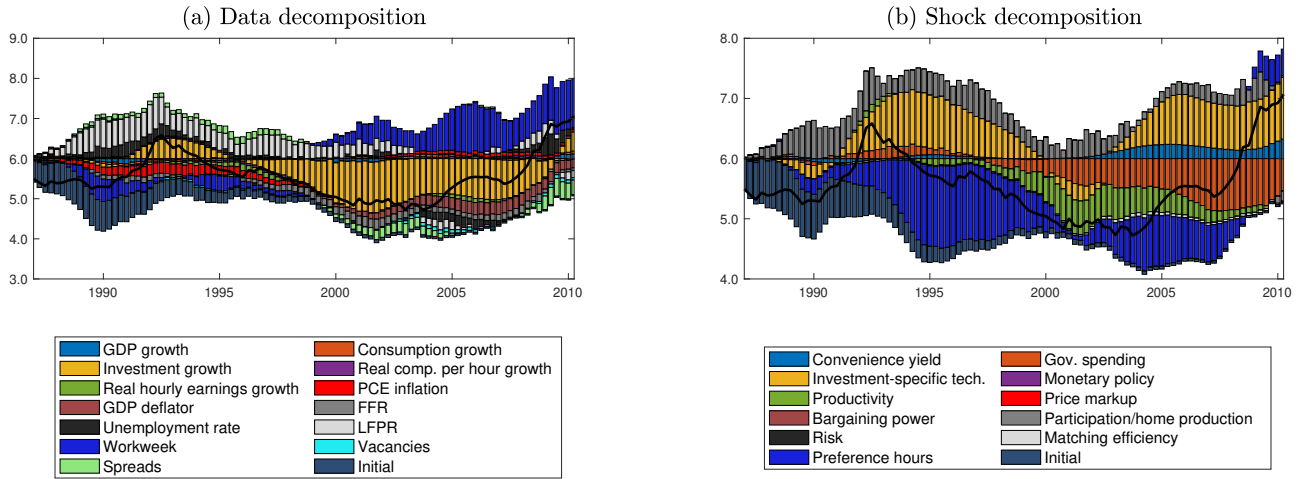 (a) Data decomposition
9.0
8.0
7.0
6.0
5.0
4.0
3.0
1990 1995 2000 2005 2010
GDP growth
Consumption growth
Investment growth
Real comp. per hour growth
Real hourly earnings growth
PCE inflation
GDP deflator
FFR
Unemployment rate
LFPR
Workweek
Vacancies
Spreads
Initial
(b) Shock decomposition
8.0
7.0
6.0
5.0
4.0
1990 1995 2000 2005 2010
Convenience yield
Gov. spending
Investment-specific tech.
Monetary policy
Productivity
Price markup
Bargaining power
Participation/home production
Risk
Matching efficiency
Preference hours
Initial